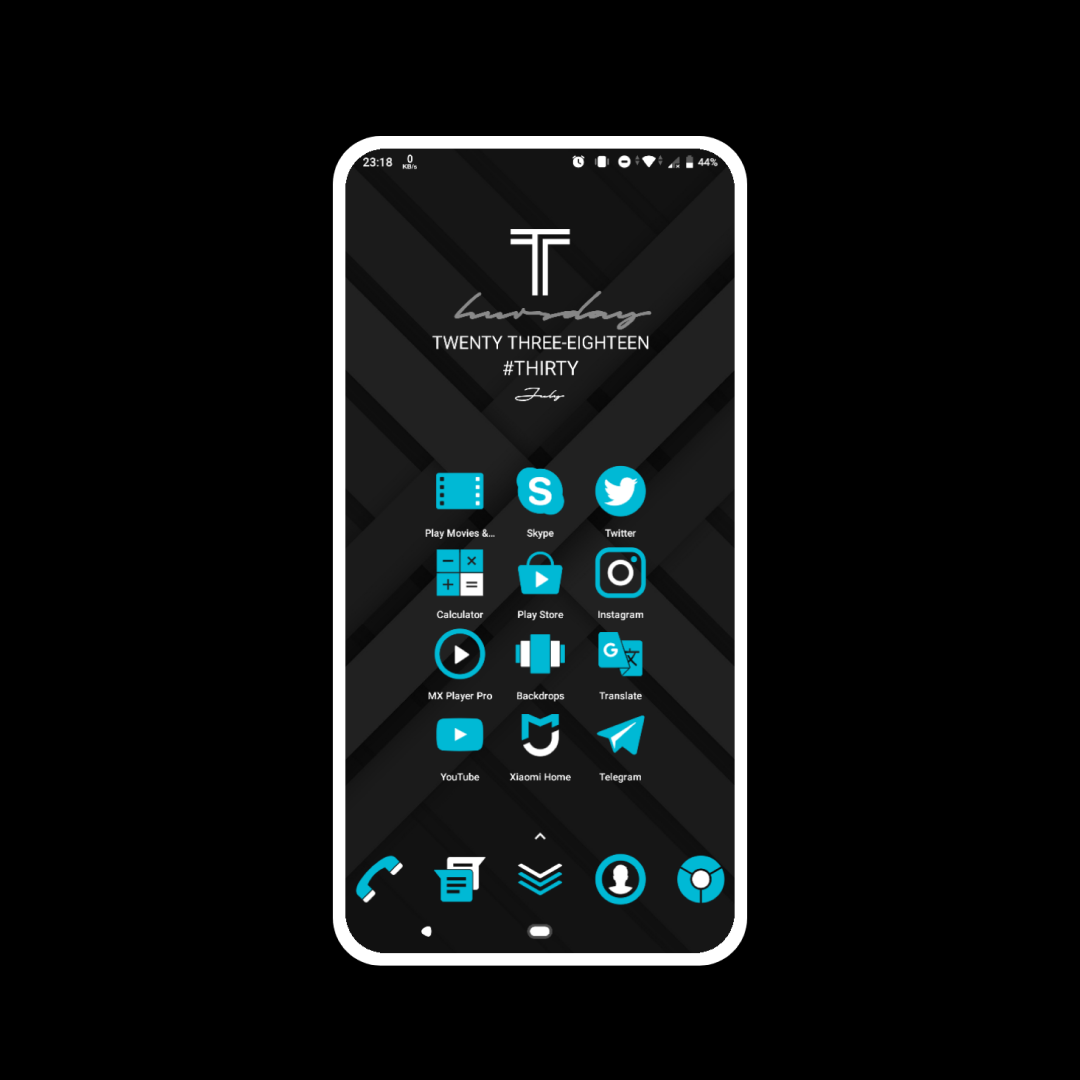 23:18 0 KB/s 44%
Thursday
TWENTY THREE-EIGHTEEN
#THIRTY
July
Play Movies &... Skype Twitter
Calculator Play Store Instagram
MX Player Pro Backdrops Translate
YouTube Xiaomi Home Telegram